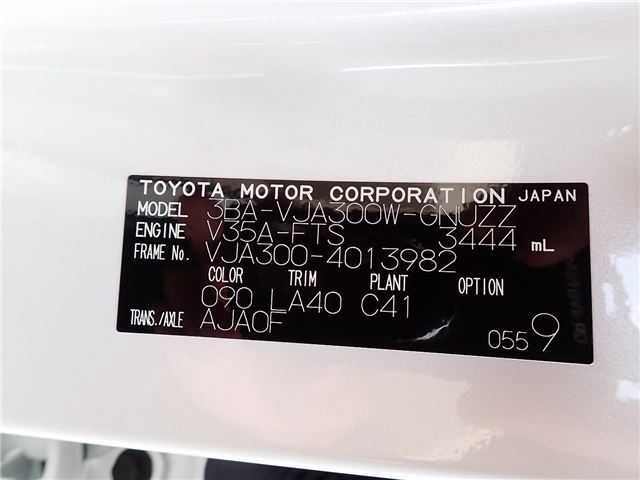 TOYOTA MOTOR CORPORATION JAPAN
MODEL 3BA-VJA300W-GNUZZ
ENGINE V35A-FTS 3444 mL
FRAME No. VJA300-4013982
COLOR TRIM PLANT OPTION
090 LA40 C41
TRANS./AXLE AJA0F
0559